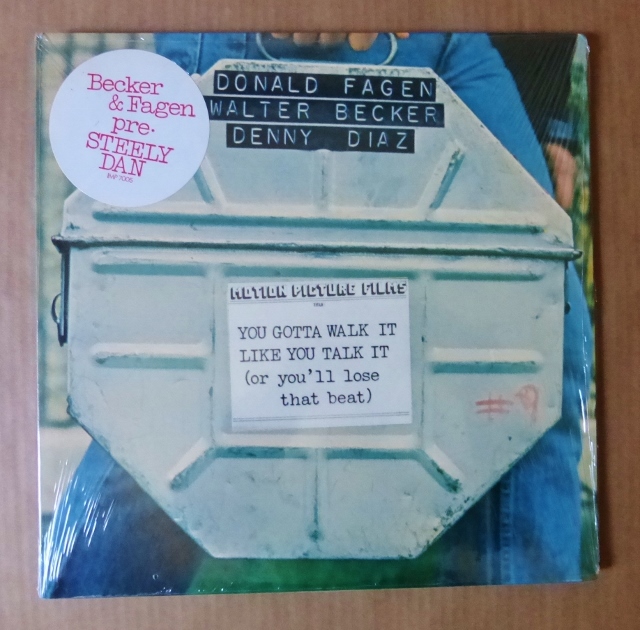 Becker
& Fagen
pre-
STEELY
DAN
DONALD FAGEN
WALTER BECKER
DENNY DIAZ
MOTION PICTURE FILMS
YOU GOTTA WALK IT
LIKE YOU TALK IT
(or you'll lose
that beat)
#9